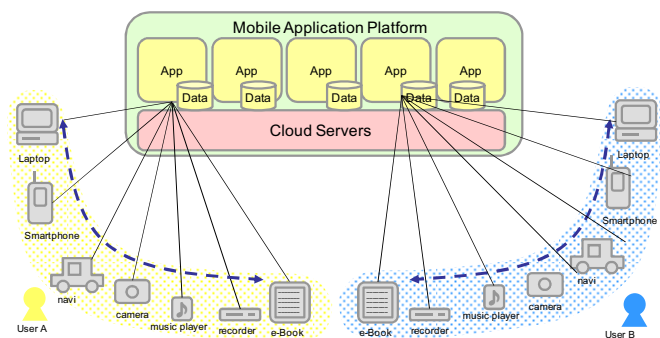 Mobile Application Platform
App
App
App
App
App
Data
Data
Data
Data
Data
Cloud Servers
Laptop
Smartphone
navi
camera
music player
recorder
e-Book
User A
Laptop
Smartphone
navi
camera
music player
recorder
e-Book
User B